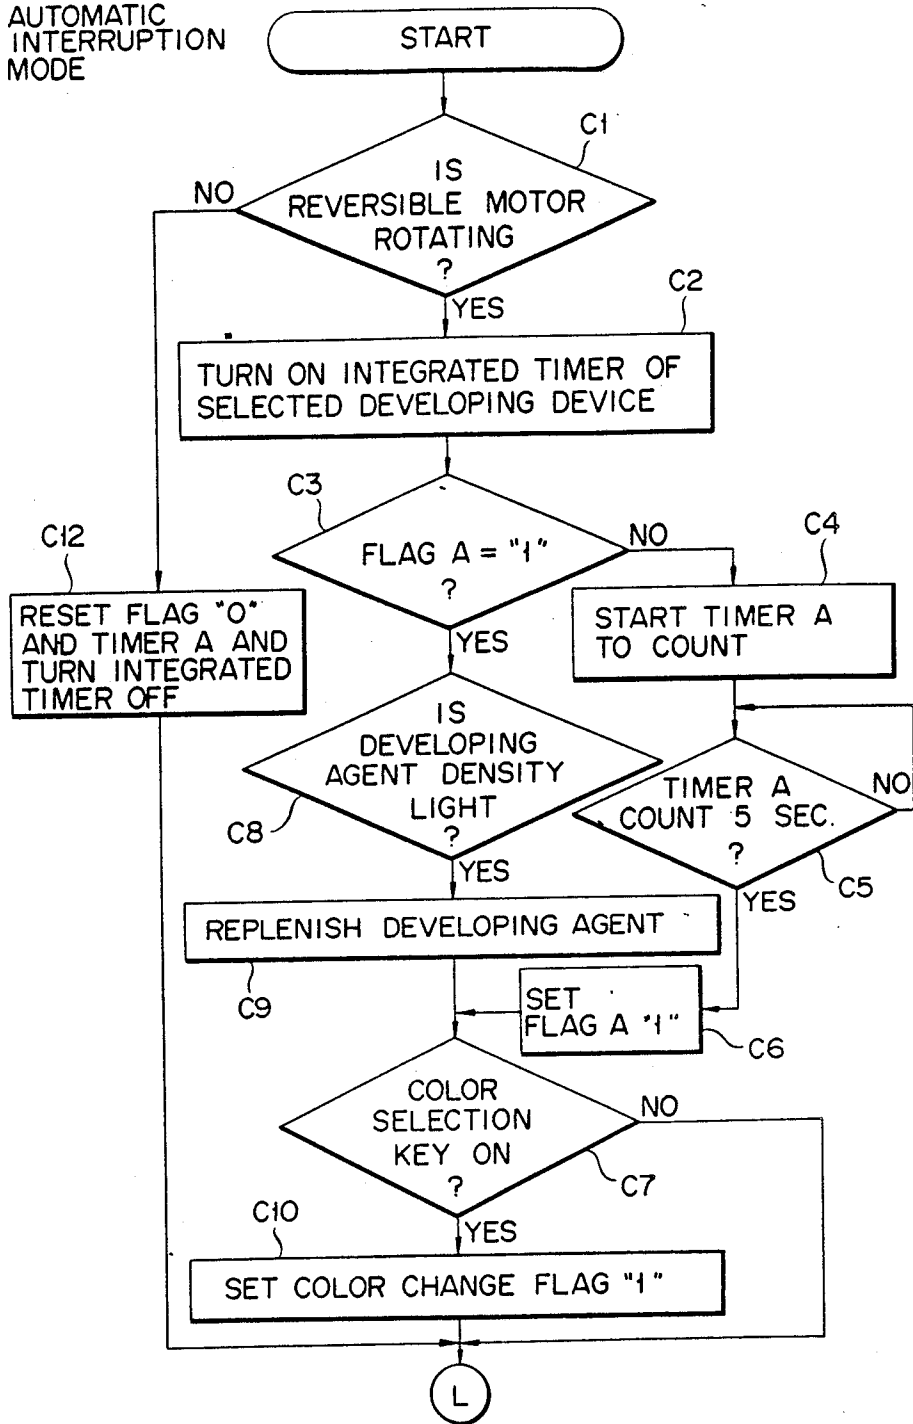 AUTOMATIC
INTERRUPTION
MODE
START
C1
IS
REVERSIBLE MOTOR
ROTATING
?
NO
YES
C2
TURN ON INTEGRATED TIMER OF
SELECTED DEVELOPING DEVICE
C3
FLAG A = "1"
?
NO
YES
C12
RESET FLAG "0"
AND TIMER A AND
TURN INTEGRATED
TIMER OFF
C4
START TIMER A
TO COUNT
IS
DEVELOPING
AGENT DENSITY
LIGHT
?
C8
YES
TIMER A
COUNT 5 SEC.
?
NO
C5
YES
REPLENISH DEVELOPING AGENT
C9
SET
FLAG A "1"
C6
COLOR
SELECTION
KEY ON
?
NO
C7
YES
C10
SET COLOR CHANGE FLAG "1"
L